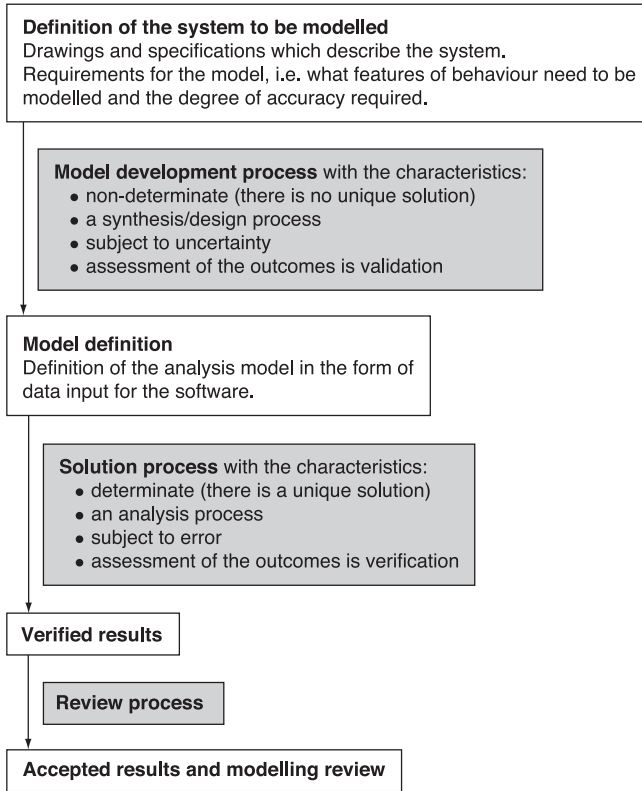 Definition of the system to be modelled
Drawings and specifications which describe the system.
Requirements for the model, i.e. what features of behaviour need to be
modelled and the degree of accuracy required.
Model development process with the characteristics:
• non-determinate (there is no unique solution)
• a synthesis/design process
• subject to uncertainty
• assessment of the outcomes is validation
Model definition
Definition of the analysis model in the form of
data input for the software.
Solution process with the characteristics:
• determinate (there is a unique solution)
• an analysis process
• subject to error
• assessment of the outcomes is verification
Verified results
Review process
Accepted results and modelling review